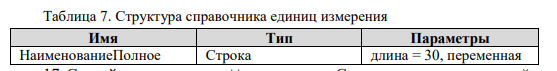 Таблица 7. Структура справочника единиц измерения
Имя Тип Параметры
НаименованиеПолное Строка длина = 30, переменная